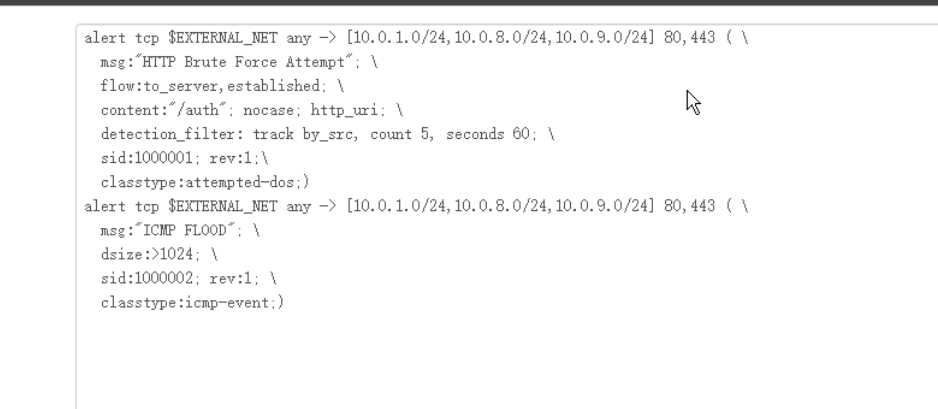 alert tcp $EXTERNAL_NET any -> [10.0.1.0/24,10.0.8.0/24,10.0.9.0/24] 80,443 ( \
msg:"HTTP Brute Force Attempt"; \
flow:to_server,established; \
content:"/auth"; nocase; http_uri; \
detection_filter: track by_src, count 5, seconds 60; \
sid:1000001; rev:1;\
classtype:attempted-dos;)
alert tcp $EXTERNAL_NET any -> [10.0.1.0/24,10.0.8.0/24,10.0.9.0/24] 80,443 ( \
msg:"ICMP FLOOD"; \
dsize:>1024; \
sid:1000002; rev:1; \
classtype:icmp-event;)